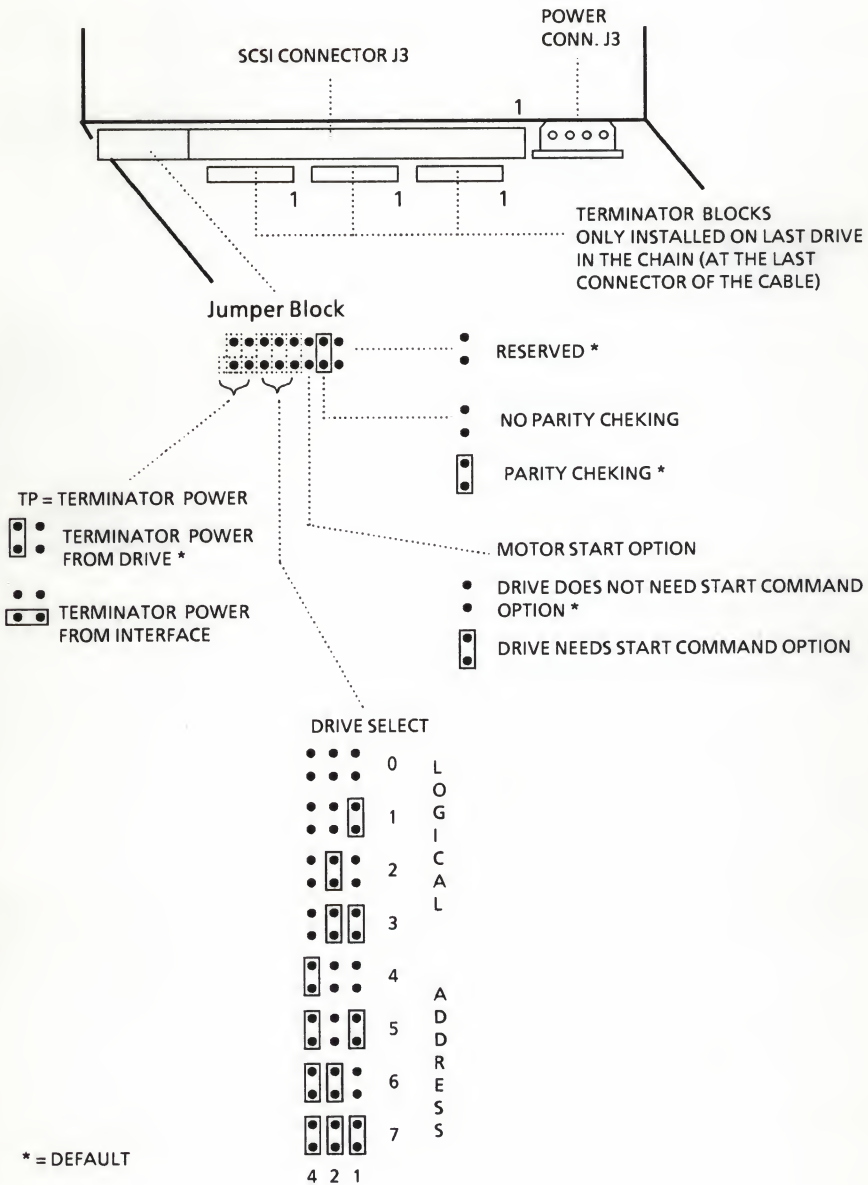 POWER
CONN. J3
SCSI CONNECTOR J3
1
1
1
1
TERMINATOR BLOCKS
ONLY INSTALLED ON LAST DRIVE
IN THE CHAIN (AT THE LAST
CONNECTOR OF THE CABLE)
Jumper Block
RESERVED *
NO PARITY CHEKING
PARITY CHEKING *
TP = TERMINATOR POWER
TERMINATOR POWER
FROM DRIVE *
TERMINATOR POWER
FROM INTERFACE
MOTOR START OPTION
DRIVE DOES NOT NEED START COMMAND
OPTION *
DRIVE NEEDS START COMMAND OPTION
DRIVE SELECT
0
1
2
3
4
5
6
7
LOGICAL
ADDRESS
4 2 1
* = DEFAULT